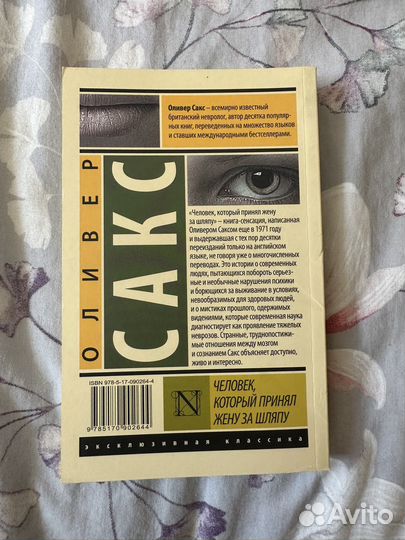 Оливер Сакс – всемирно известный
британский невролог, автор десятка популяр-
ных книг, переведенных на множество языков
и ставших международными бестселлерами.
ОЛИВЕР
САКС
«Человек, который принял жену
за шляпу» – книга-сенсация, написанная
Оливером Саксом еще в 1971 году
и выдержавшая с тех пор десятки
переизданий только на английском
языке, не говоря уже о многочисленных
переводах. Это истории о современных
людях, пытающихся побороть серьез-
ные и необычные нарушения психики
и борющихся за выживание в условиях,
невообразимых для здоровых людей,
и о мистиках прошлого, одержимых
видениями, которые современная наука
диагностирует как проявление тяжелых
неврозов. Странные, труднопостижи-
мые отношения между мозгом
и сознанием Сакс объясняет доступно,
живо и интересно.
ISBN 978-5-17-090264-4
9 785170 902644
N
ЧЕЛОВЕК,
КОТОРЫЙ ПРИНЯЛ
ЖЕНУ ЗА ШЛЯПУ
эксклюзивная классика
Avito